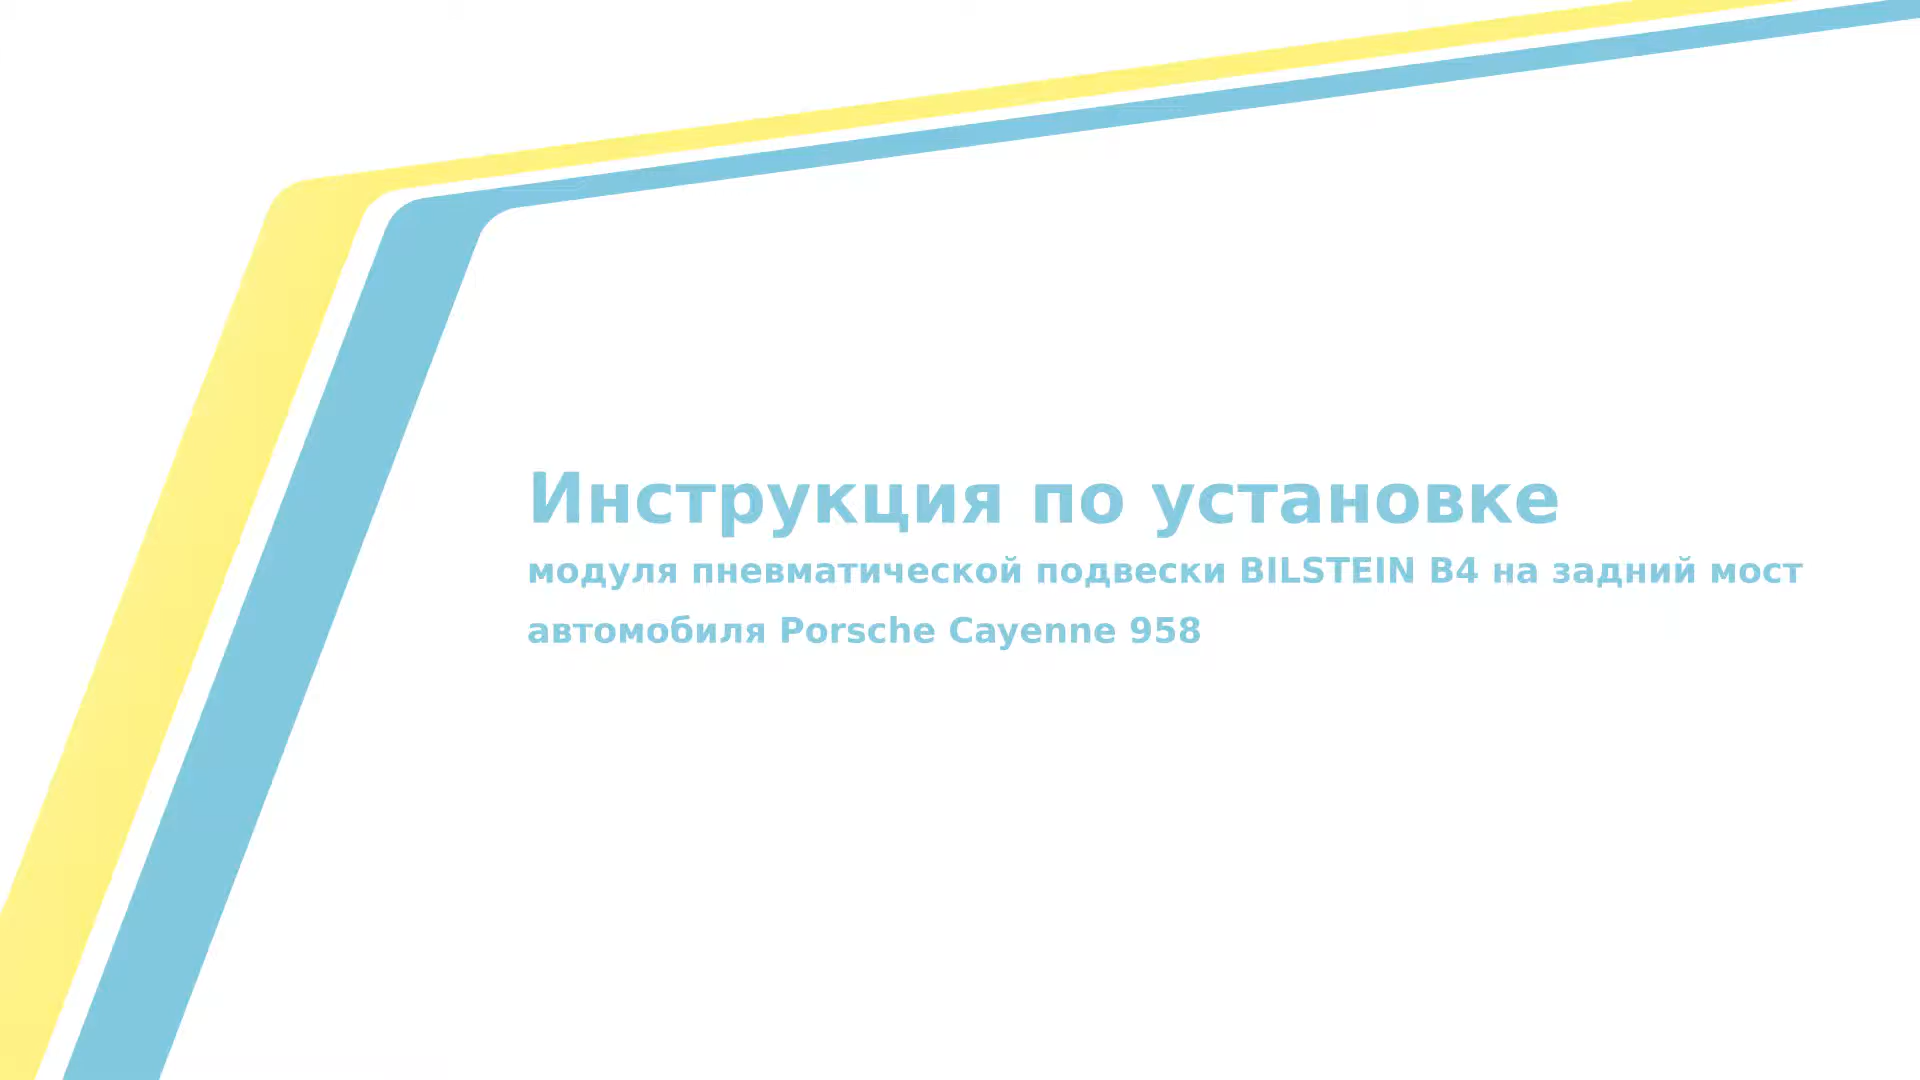 Инструкция по установке
модуля пневматической подвески BILSTEIN B4 на задний мост
автомобиля Porsche Cayenne 958